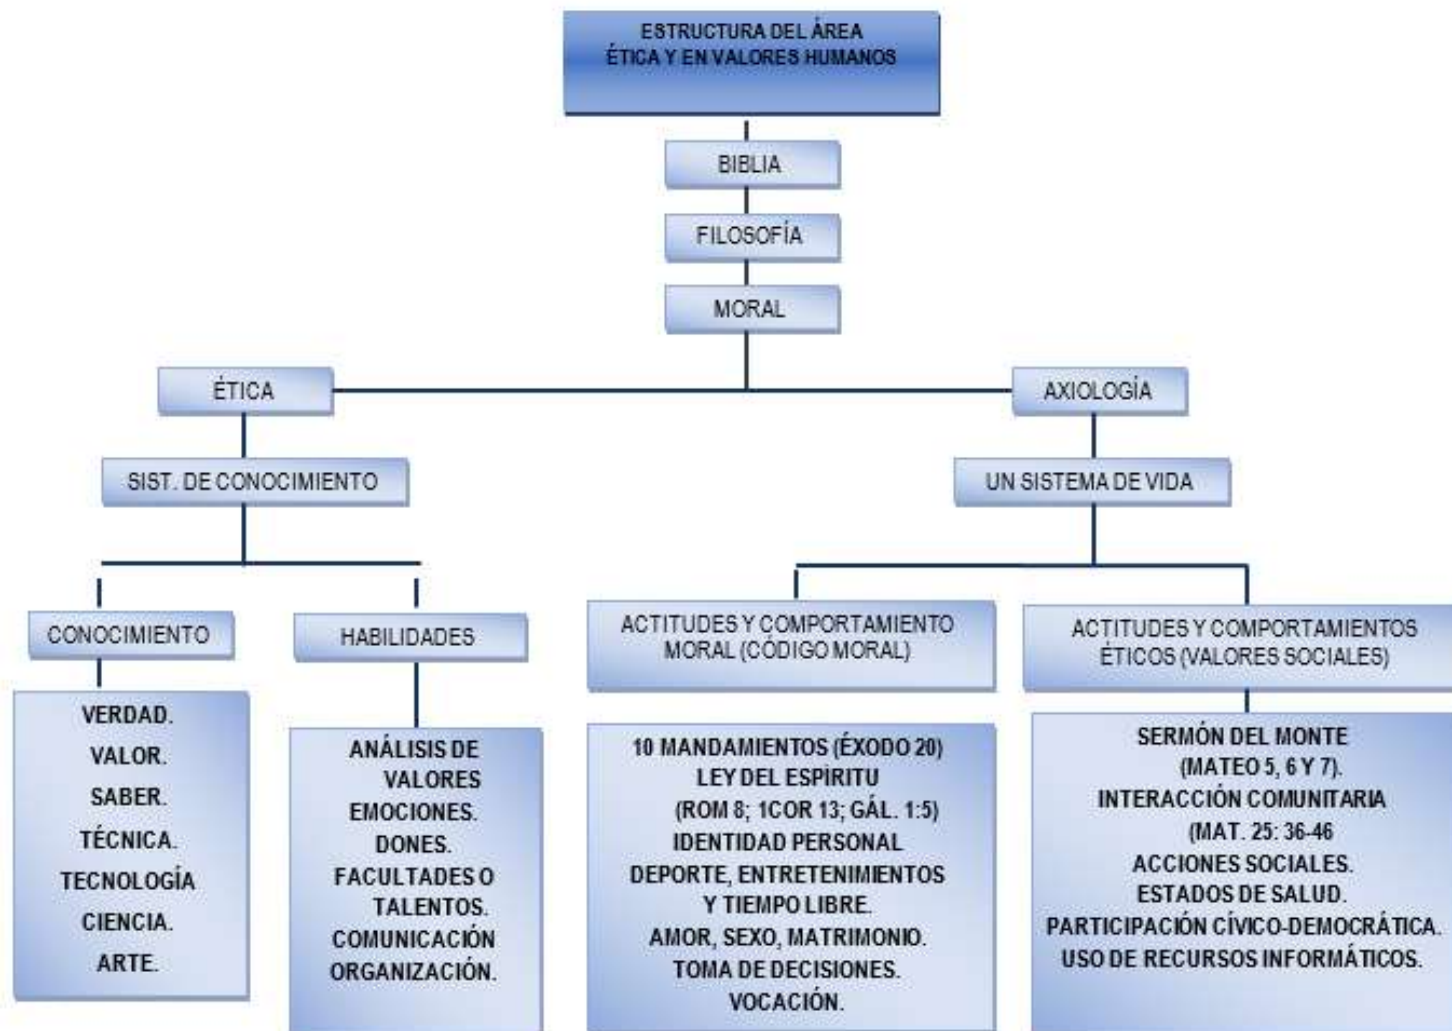 ESTRUCTURA DEL ÁREA
ÉTICA Y EN VALORES HUMANOS
BIBLIA
FILOSOFÍA
MORAL
ÉTICA
AXIOLOGÍA
SIST. DE CONOCIMIENTO
UN SISTEMA DE VIDA
CONOCIMIENTO
HABILIDADES
ACTITUDES Y COMPORTAMIENTO
MORAL (CÓDIGO MORAL)
ACTITUDES Y COMPORTAMIENTOS
ÉTICOS (VALORES SOCIALES)
VERDAD.
VALOR.
SABER.
TÉCNICA.
TECNOLOGÍA
CIENCIA.
ARTE.
ANÁLISIS DE
VALORES
EMOCIONES.
DONES.
FACULTADES O
TALENTOS.
COMUNICACIÓN
ORGANIZACIÓN.
10 MANDAMIENTOS (ÉXODO 20)
LEY DEL ESPÍRITU
(ROM 8; 1COR 13; GÁL. 1:5)
IDENTIDAD PERSONAL
DEPORTE, ENTRETENIMIENTOS
Y TIEMPO LIBRE.
AMOR, SEXO, MATRIMONIO.
TOMA DE DECISIONES.
VOCACIÓN.
SERMÓN DEL MONTE
(MATEO 5, 6 Y 7).
INTERACCIÓN COMUNITARIA
(MAT. 25: 36-46
ACCIONES SOCIALES.
ESTADOS DE SALUD.
PARTICIPACIÓN CÍVICO-DEMOCRÁTICA.
USO DE RECURSOS INFORMÁTICOS.